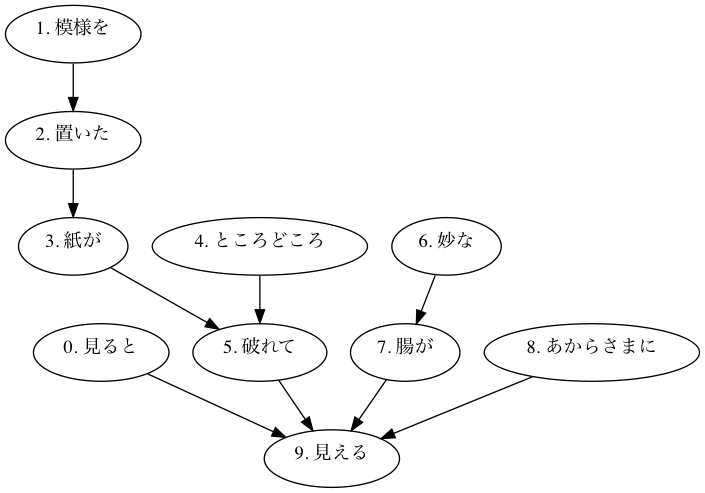 1. 模様を
2. 置いた
3. 紙が
4. ところどころ
6. 妙な
0. 見ると
5. 破れて
7. 腸が
8. あからさまに
9. 見える